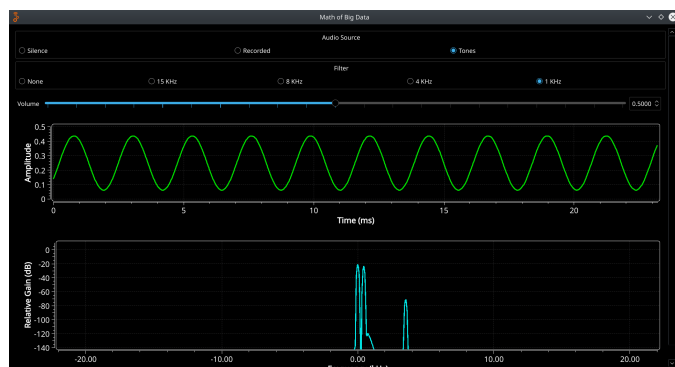 Math of Big Data
Audio Source
Silence Recorded Tones
Filter
None 15 KHz 8 KHz 4 KHz 1 KHz
Volume 0.5000
0.5
0.4
0.3
0.2
0.1
0
Amplitude
0 5 10 15 20
Time (ms)
0
-20
-40
-60
-80
-100
-120
-140
Relative Gain (dB)
-20.00 -10.00 0.00 10.00 20.00